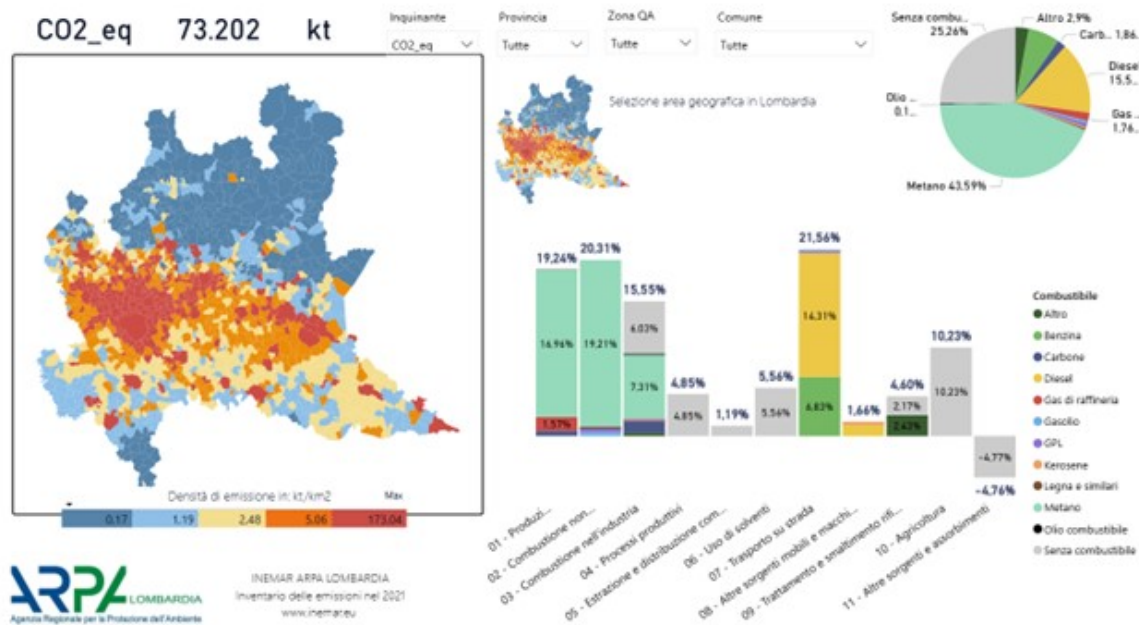 CO2_eq 73.202 kt
Inquinante
CO2_eq
Provincia
Tutte
Zona QA
Tutte
Comune
Tutte
Selezione area geografica in Lombardia
Senza combu...
25,26%
Altro 2,9%
Carb... 1,86...
Diesel
15,5...
Gas ...
1,76...
Olio ...
0,1...
Metano 43,59%
Densità di emissione in: kt/km2
Max
0.17 1.19 2.48 5.06 173.04
19,24%
16.96%
1.57%
20,31%
19.21%
15,55%
6.03%
7.31%
4,85%
4.85%
1,19%
5,56%
5.56%
21,56%
14.31%
6.83%
1,66%
4,60%
2.17%
2.43%
10,23%
10.23%
-4.77%
-4,76%
01 - Produzi...
02 - Combustione non...
03 - Combustione nell'industria
04 - Processi produttivi
05 - Estrazione e distribuzione com...
06 - Uso di solventi
07 - Trasporto su strada
08 - Altre sorgenti mobili e macchi...
09 - Trattamento e smaltimento rifi...
10 - Agricoltura
11 - Altre sorgenti e assorbimenti
Combustibile
Altro
Benzina
Carbone
Diesel
Gas di raffineria
Gasolio
GPL
Kerosene
Legna e similari
Metano
Olio combustibile
Senza combustibile
ARPA LOMBARDIA
Agenzia Regionale per la Protezione dell'Ambiente
INEMAR ARPA LOMBARDIA
Inventario delle emissioni nel 2021
www.inemar.eu